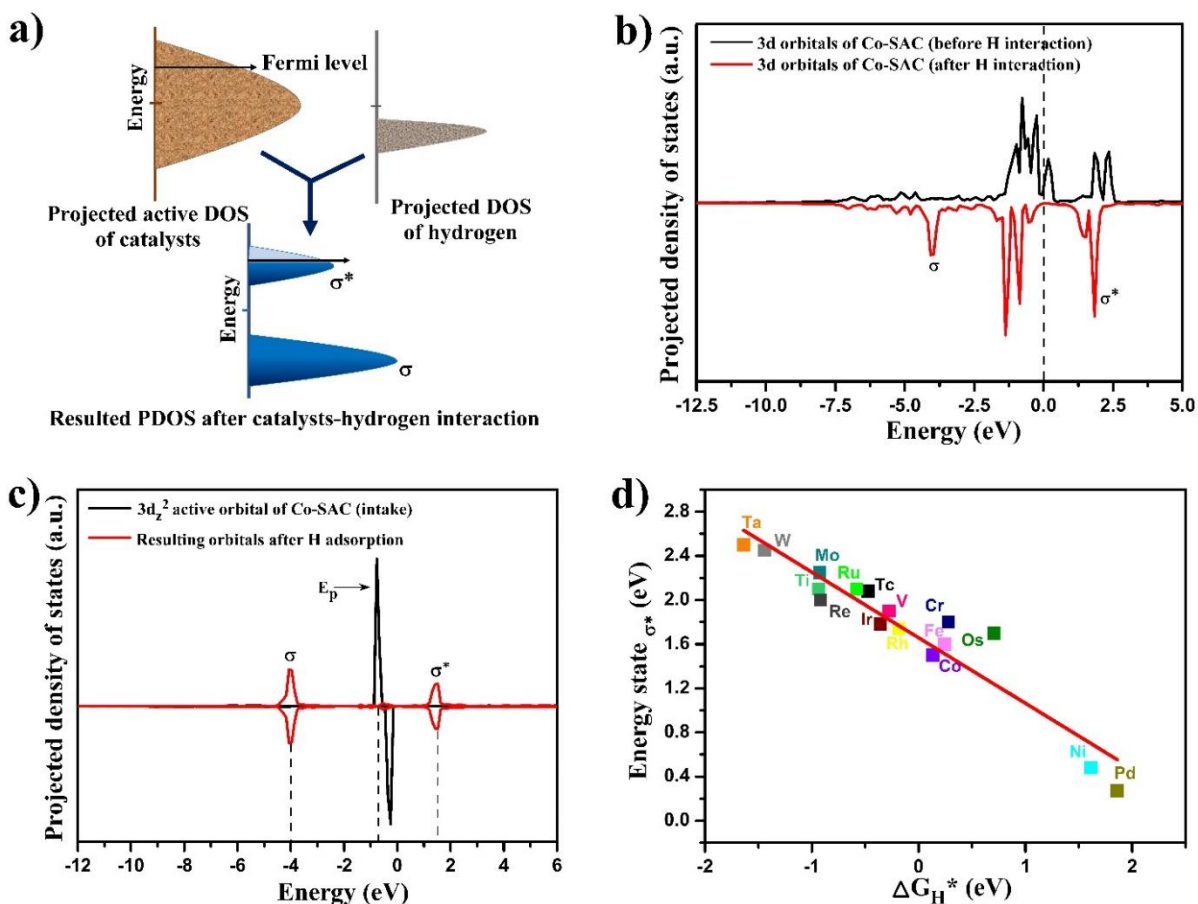 a)
Energy
Fermi level
Projected active DOS
of catalysts
Projected DOS
of hydrogen
Energy
σ*
σ
Resulted PDOS after catalysts-hydrogen interaction
b)
Projected density of states (a.u.)
3d orbitals of Co-SAC (before H interaction)
3d orbitals of Co-SAC (after H interaction)
σ
σ*
-12.5 -10.0 -7.5 -5.0 -2.5 0.0 2.5 5.0
Energy (eV)
c)
Projected density of states (a.u.)
3dz² active orbital of Co-SAC (intake)
Resulting orbitals after H adsorption
Ep
σ
σ*
-12 -10 -8 -6 -4 -2 0 2 4 6
Energy (eV)
d)
Energy state σ* (eV)
2.8
2.4
2.0
1.6
1.2
0.8
0.4
0.0
Ta
W
Mo
Ti
Ru
Tc
Re
V
Ir
Cr
Rh
Fe
Os
Co
Ni
Pd
-2 -1 0 1 2
ΔGH* (eV)